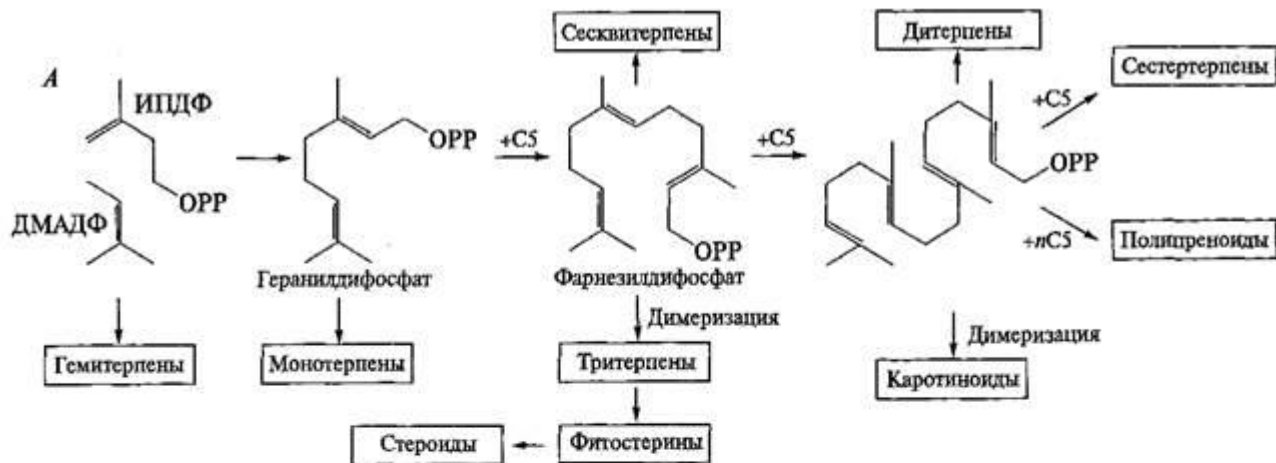 Сесквитерпены
Дитерпены
А
ИПДФ
Сестертерпены
+C5
OPP
+C5
+C5
OPP
OPP
ДМАДФ
+nC5
Полипреноиды
OPP
Геранилдифосфат
Фарнезилдифосфат
Димеризация
Димеризация
Гемитерпены
Монотерпены
Тритерпены
Каротиноиды
Стероиды
Фитостерины